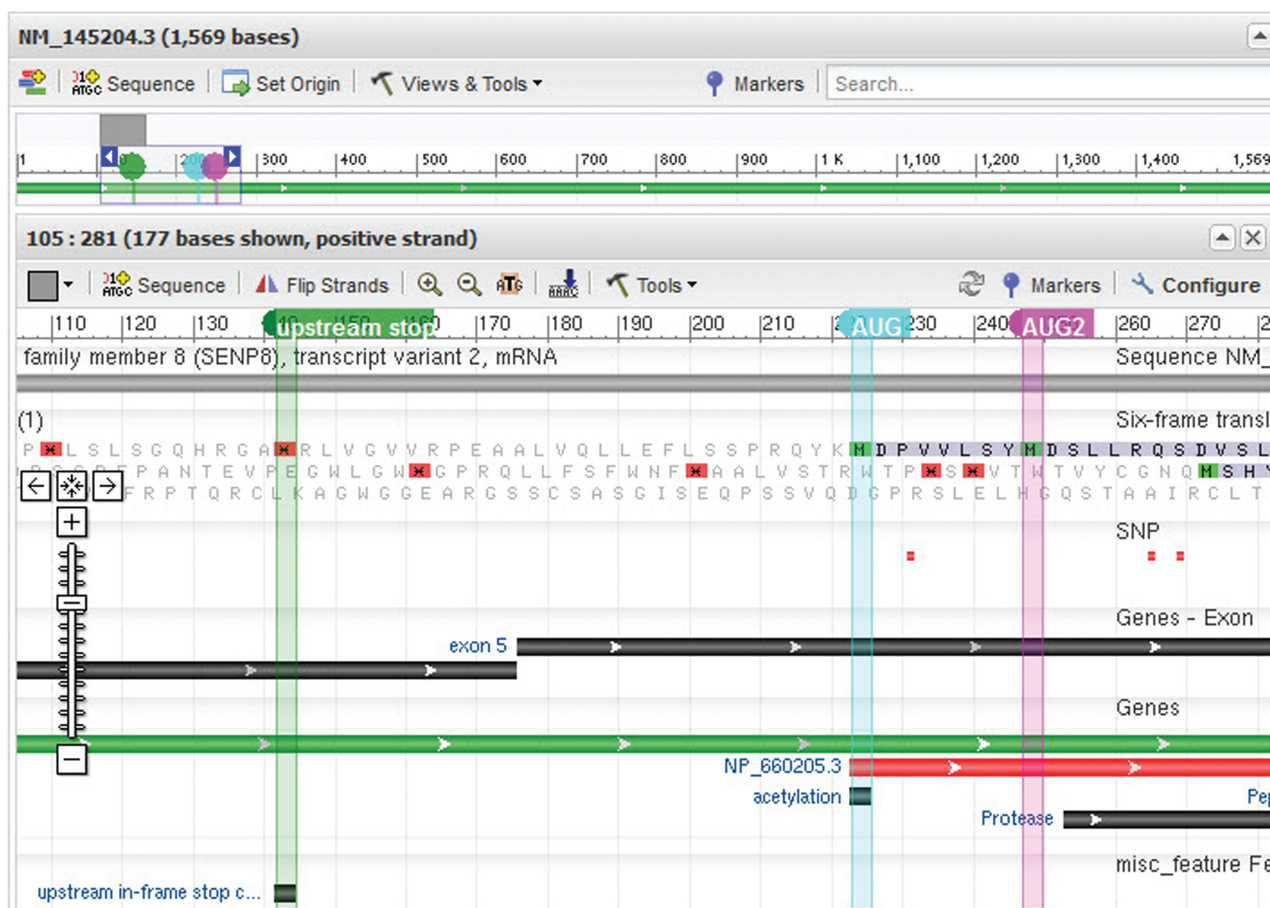 NM_145204.3 (1,569 bases)
Sequence Set Origin Views & Tools Markers Search...
1 300 400 500 600 700 800 900 1 K 1,100 1,200 1,300 1,400 1,569
105 : 281 (177 bases shown, positive strand)
Sequence Flip Strands ATG Tools Markers Configure
110 120 130 upstream stop 170 180 190 200 210 AUG 230 240 AUG2 260 270
family member 8 (SENP8), transcript variant 2, mRNA Sequence NM_
(1) Six-frame transl
P * L S L S G Q H R G A * R L V G V V R P E A A L V Q L L E F L S S P R Q Y K M D P V V L S Y M D S L L R Q S D V S L
P A N T E V P E G W L G W * G P R Q L L F S F W N F * A A L V S T R W T P * S * V T W T V Y C G N Q M S H Y
F R P T Q R C L K A G W G G E A R G S S C S A S G I S E Q P S S V Q D G P R S L E L H G Q S T A A I R C L T
SNP
Genes - Exon
exon 5
Genes
NP_660205.3
acetylation Pep
Protease
misc_feature Fe
upstream in-frame stop c...